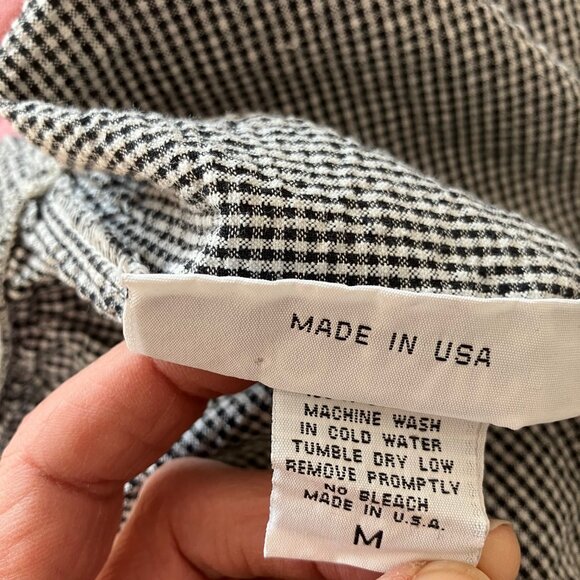 MADE IN USA
MACHINE WASH
IN COLD WATER
TUMBLE DRY LOW
REMOVE PROMPTLY
NO BLEACH
MADE IN U.S.A.
M